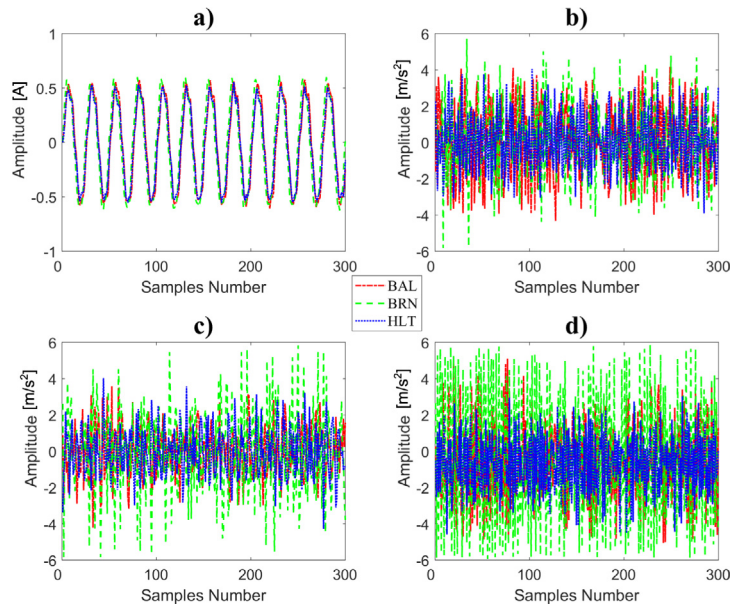 a)
Amplitude [A]
1
0.5
0
-0.5
-1
0 100 200 300
Samples Number
b)
Amplitude [m/s²]
6
4
2
0
-2
-4
-6
0 100 200 300
Samples Number
BAL
BRN
HLT
c)
Amplitude [m/s²]
6
4
2
0
-2
-4
-6
0 100 200 300
Samples Number
d)
Amplitude [m/s²]
6
4
2
0
-2
-4
-6
0 100 200 300
Samples Number